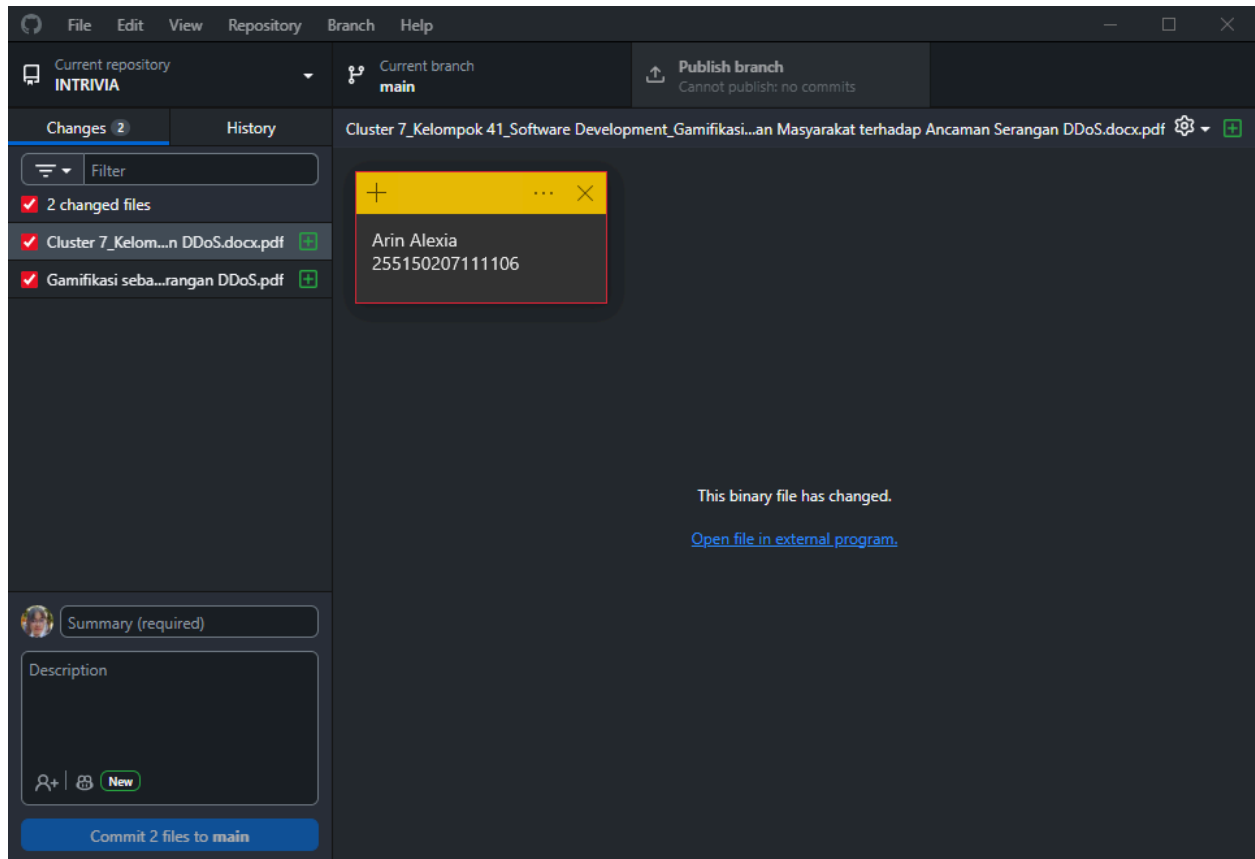 File Edit View Repository Branch Help
Current repository
INTRIVIA
Current branch
main
Publish branch
Cannot publish: no commits
Changes 2
History
Cluster 7_Kelompok 41_Software Development_Gamifikasi...an Masyarakat terhadap Ancaman Serangan DDoS.docx.pdf
Filter
2 changed files
Cluster 7_Kelom...n DDoS.docx.pdf
Gamifikasi seba...rangan DDoS.pdf
Arin Alexia
255150207111106
This binary file has changed.
Open file in external program.
Summary (required)
Description
New
Commit 2 files to main